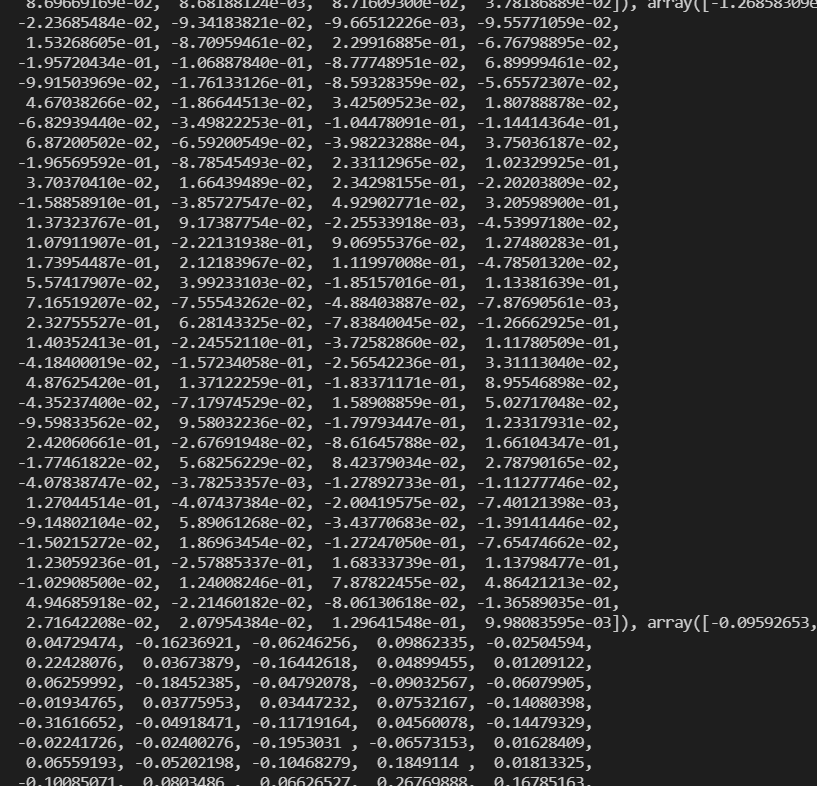 8.69669169e-02,  8.68188124e-03,  8.71609300e-02,  3.78186889e-02]), array([-1.26858309e
-2.23685484e-02, -9.34183821e-02, -9.66512226e-03, -9.55771059e-02,
1.53268605e-01, -8.70959461e-02,  2.29916885e-01, -6.76798895e-02,
-1.95720434e-01, -1.06887840e-01, -8.77748951e-02,  6.89999461e-02,
-9.91503969e-02, -1.76133126e-01, -8.59328359e-02, -5.65572307e-02,
4.67038266e-02, -1.86644513e-02,  3.42509523e-02,  1.80788878e-02,
-6.82939440e-02, -3.49822253e-01, -1.04478091e-01, -1.14414364e-01,
6.87200502e-02, -6.59200549e-02, -3.98223288e-04,  3.75036187e-02,
-1.96569592e-01, -8.78545493e-02,  2.33112965e-02,  1.02329925e-01,
3.70370410e-02,  1.66439489e-02,  2.34298155e-01, -2.20203809e-02,
-1.58858910e-01, -3.85727547e-02,  4.92902771e-02,  3.20598900e-01,
1.37323767e-01,  9.17387754e-02, -2.25533918e-03, -4.53997180e-02,
1.07911907e-01, -2.22131938e-01,  9.06955376e-02,  1.27480283e-01,
1.73954487e-01,  2.12183967e-02,  1.11997008e-01, -4.78501320e-02,
5.57417907e-02,  3.99233103e-02, -1.85157016e-01,  1.13381639e-01,
7.16519207e-02, -7.55543262e-02, -4.88403887e-02, -7.87690561e-03,
2.32755527e-01,  6.28143325e-02, -7.83840045e-02, -1.26662925e-01,
1.40352413e-01, -2.24552110e-01, -3.72582860e-02,  1.11780509e-01,
-4.18400019e-02, -1.57234058e-01, -2.56542236e-01,  3.31113040e-02,
4.87625420e-01,  1.37122259e-01, -1.83371171e-01,  8.95546898e-02,
-4.35237400e-02, -7.17974529e-02,  1.58908859e-01,  5.02717048e-02,
-9.59833562e-02,  9.58032236e-02, -1.79793447e-01,  1.23317931e-02,
2.42060661e-01, -2.67691948e-02, -8.61645788e-02,  1.66104347e-01,
-1.77461822e-02,  5.68256229e-02,  8.42379034e-02,  2.78790165e-02,
-4.07838747e-02, -3.78253357e-03, -1.27892733e-01, -1.11277746e-02,
1.27044514e-01, -4.07437384e-02, -2.00419575e-02, -7.40121398e-03,
-9.14802104e-02,  5.89061268e-02, -3.43770683e-02, -1.39141446e-02,
-1.50215272e-02,  1.86963454e-02, -1.27247050e-01, -7.65474662e-02,
1.23059236e-01, -2.57885337e-01,  1.68333739e-01,  1.13798477e-01,
-1.02908500e-02,  1.24008246e-01,  7.87822455e-02,  4.86421213e-02,
4.94685918e-02, -2.21460182e-02, -8.06130618e-02, -1.36589035e-01,
2.71642208e-02,  2.07954384e-02,  1.29641548e-01,  9.98083595e-03]), array([-0.09592653,
0.04729474, -0.16236921, -0.06246256,  0.09862335, -0.02504594,
0.22428076,  0.03673879, -0.16442618,  0.04899455,  0.01209122,
0.06259992, -0.18452385, -0.04792078, -0.09032567, -0.06079905,
-0.01934765,  0.03775953,  0.03447232,  0.07532167, -0.14080398,
-0.31616652, -0.04918471, -0.11719164,  0.04560078, -0.14479329,
-0.02241726, -0.02400276, -0.1953031 , -0.06573153,  0.01628409,
0.06559193, -0.05202198, -0.10468279,  0.1849114 ,  0.01813325,
-0.10085071,  0.0803486 ,  0.06626527,  0.26769888,  0.16785163,